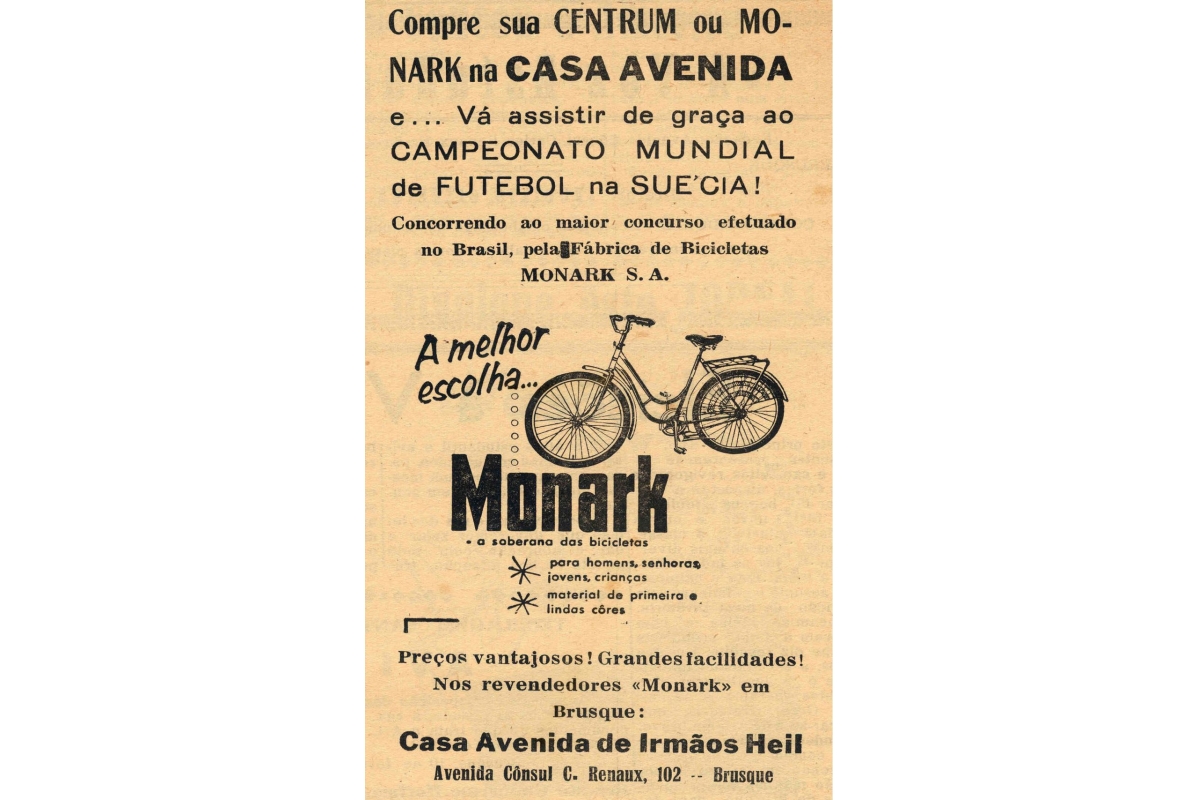 Compre sua CENTRUM ou MO-
NARK na CASA AVENIDA
e... Vá assistir de graça ao
CAMPEONATO MUNDIAL
de FUTEBOL na SUE'CIA!
Concorrendo ao maior concurso efetuado
no Brasil, pela Fábrica de Bicicletas
MONARK S. A.
A melhor
escolha...
Monark
- a soberana das bicicletas
para homens, senhoras,
jovens, crianças
material de primeira e
lindas côres
Preços vantajosos! Grandes facilidades!
Nos revendedores «Monark» em
Brusque:
Casa Avenida de Irmãos Heil
Avenida Cônsul C. Renaux, 102 -- Brusque